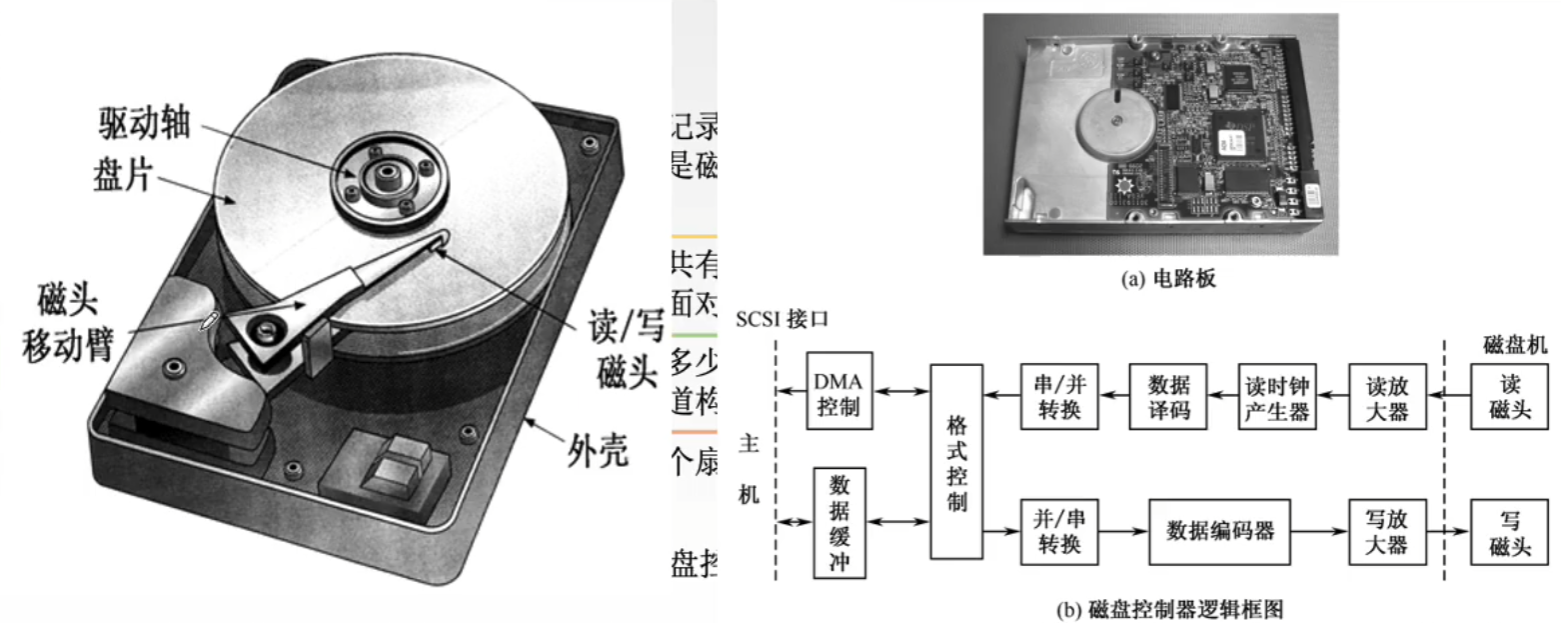 驱动轴
盘片
磁头
移动臂
读/写
磁头
外壳
记录
是磁
共有
面对
多少
道构
个扇
盘控
(a) 电路板
SCSI 接口
磁盘机
主
机
DMA
控制
数
据
缓
冲
格
式
控
制
串/并
转换
数据
译码
读时钟
产生器
读放
大器
读
磁头
并/串
转换
数据编码器
写放
大器
写
磁头
(b) 磁盘控制器逻辑框图